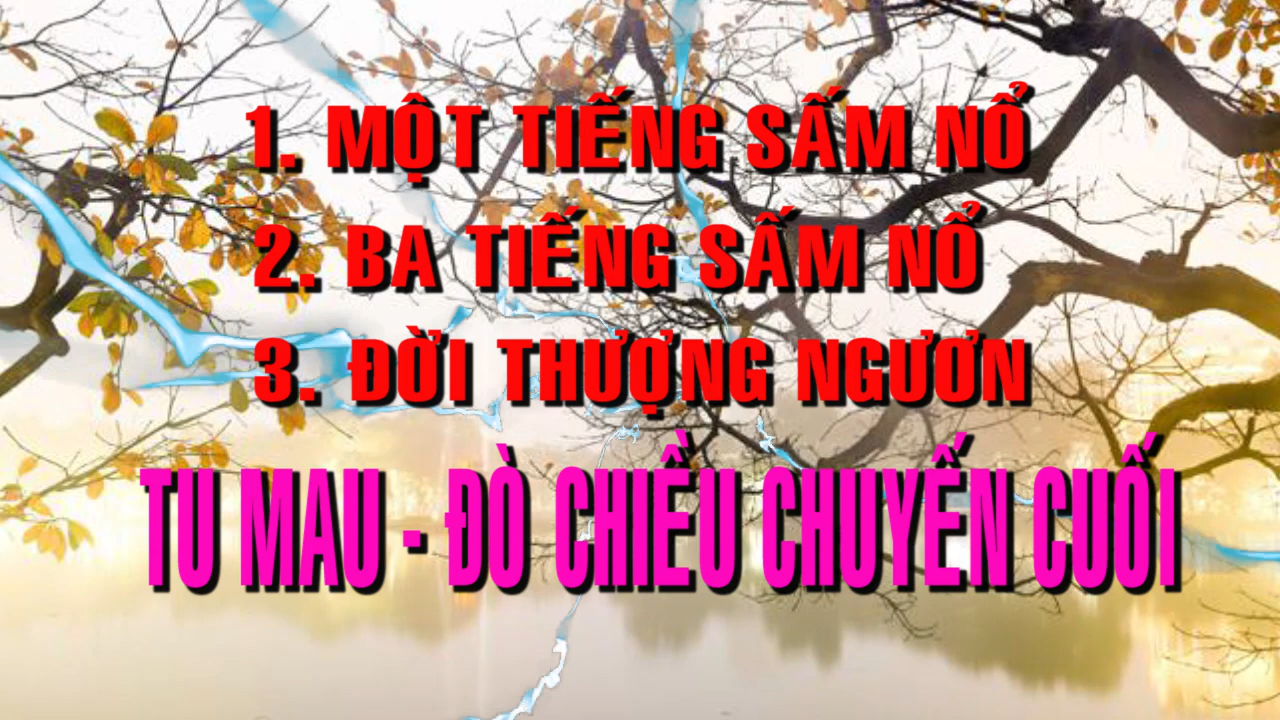 1. MỘT TIẾNG SẤM NỔ
2. BA TIẾNG SẤM NỔ
3. ĐỜI THƯỢNG NGƯƠN
TU MAU - ĐÒ CHIỀU CHUYẾN CUỐI